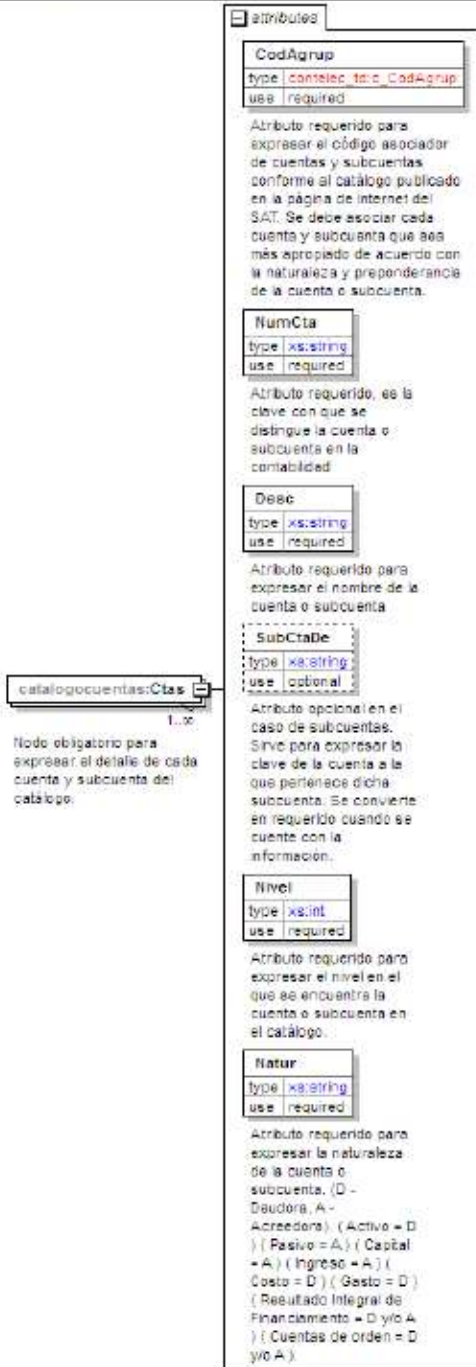 attributes
CodAgrup
type contelec_td:c_CodAgrup
use required
Atributo requerido para
expresar el código asociador
de cuentas y subcuentas
conforme al catálogo publicado
en la página de internet del
SAT. Se debe asociar cada
cuenta y subcuenta que sea
más apropiado de acuerdo con
la naturaleza y preponderancia
de la cuenta o subcuenta.
NumCta
type xs:string
use required
Atributo requerido, es la
clave con que se
distingue la cuenta o
subcuenta en la
contabilidad
Desc
type xs:string
use required
Atributo requerido para
expresar el nombre de la
cuenta o subcuenta
SubCtaDe
type xs:string
use optional
Atributo opcional en el
caso de subcuentas.
Sirve para expresar la
clave de la cuenta a la
que pertenece dicha
subcuenta. Se convierte
en requerido cuando se
cuente con la
información.
catalogocuentas:Ctas
1..∞
Nodo obligatorio para
expresar el detalle de cada
cuenta y subcuenta del
catálogo.
Nivel
type xs:int
use required
Atributo requerido para
expresar el nivel en el
que se encuentra la
cuenta o subcuenta en
el catálogo.
Natur
type xs:string
use required
Atributo requerido para
expresar la naturaleza
de la cuenta o
subcuenta. (D -
Deudora, A -
Acreedora). ( Activo = D
) ( Pasivo = A ) ( Capital
= A ) ( Ingreso = A ) (
Costo = D ) ( Gasto = D )
( Resultado Integral de
Financiamiento = D y/o A
) ( Cuentas de orden = D
y/o A ).